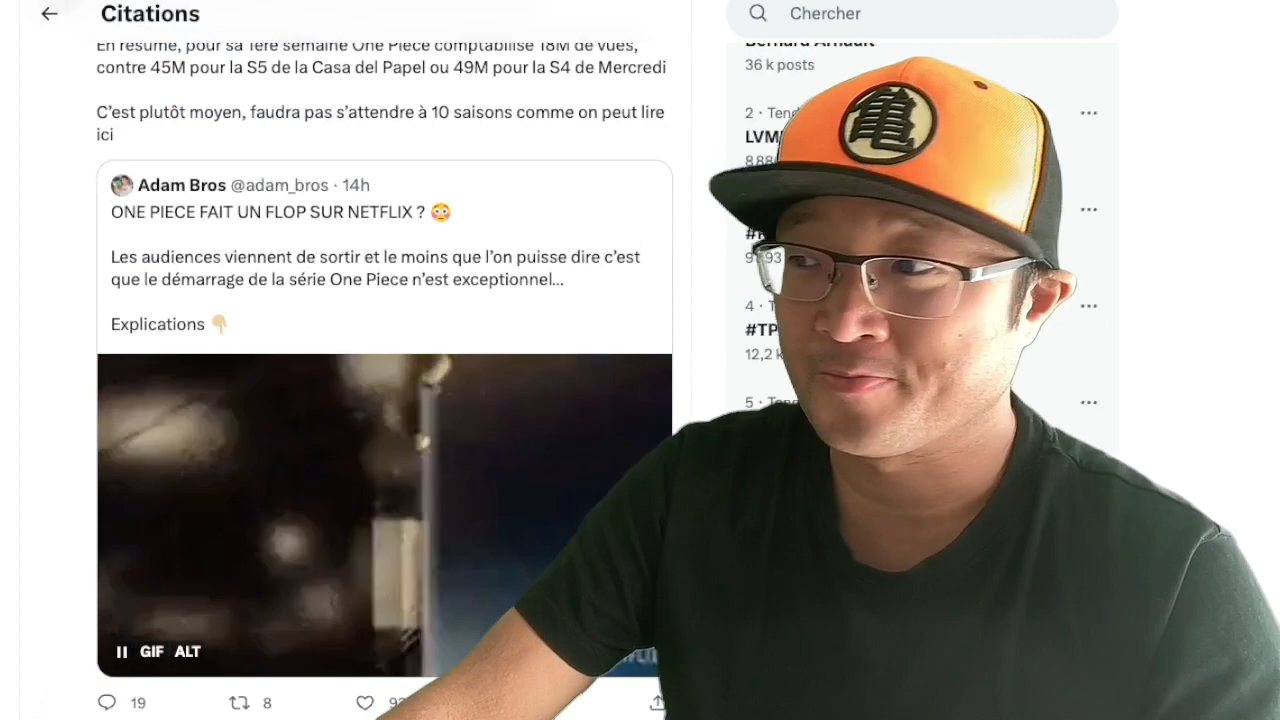 Citations
En résumé, pour sa 1ère semaine One Piece comptabilise 18M de vues,
contre 45M pour la S5 de la Casa del Papel ou 49M pour la S4 de Mercredi
C'est plutôt moyen, faudra pas s'attendre à 10 saisons comme on peut lire
ici
Adam Bros @adam_bros · 14h
ONE PIECE FAIT UN FLOP SUR NETFLIX ? 😳
Les audiences viennent de sortir et le moins que l'on puisse dire c'est
que le démarrage de la série One Piece n'est exceptionnel...
Explications 👇🏼
GIF ALT
19 8
Chercher
Bernard Arnault
36 k posts
2 ·
LVM
4 ·
#TP
12,2 k
5 ·
亀